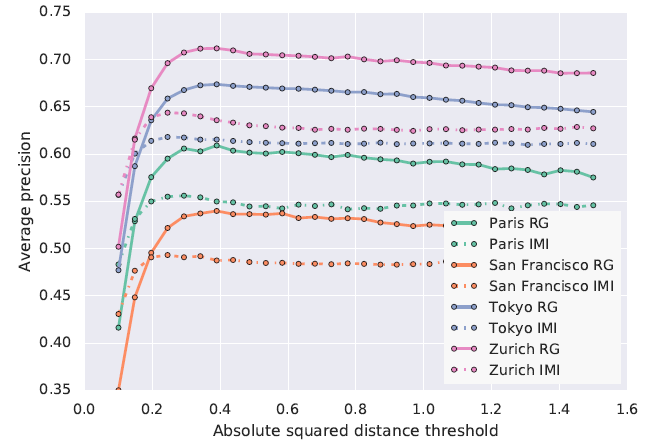 0.75
0.70
0.65
0.60
0.55
0.50
0.45
0.40
0.35
Average precision
Paris RG
Paris IMI
San Francisco RG
San Francisco IMI
Tokyo RG
Tokyo IMI
Zurich RG
Zurich IMI
0.0 0.2 0.4 0.6 0.8 1.0 1.2 1.4 1.6
Absolute squared distance threshold